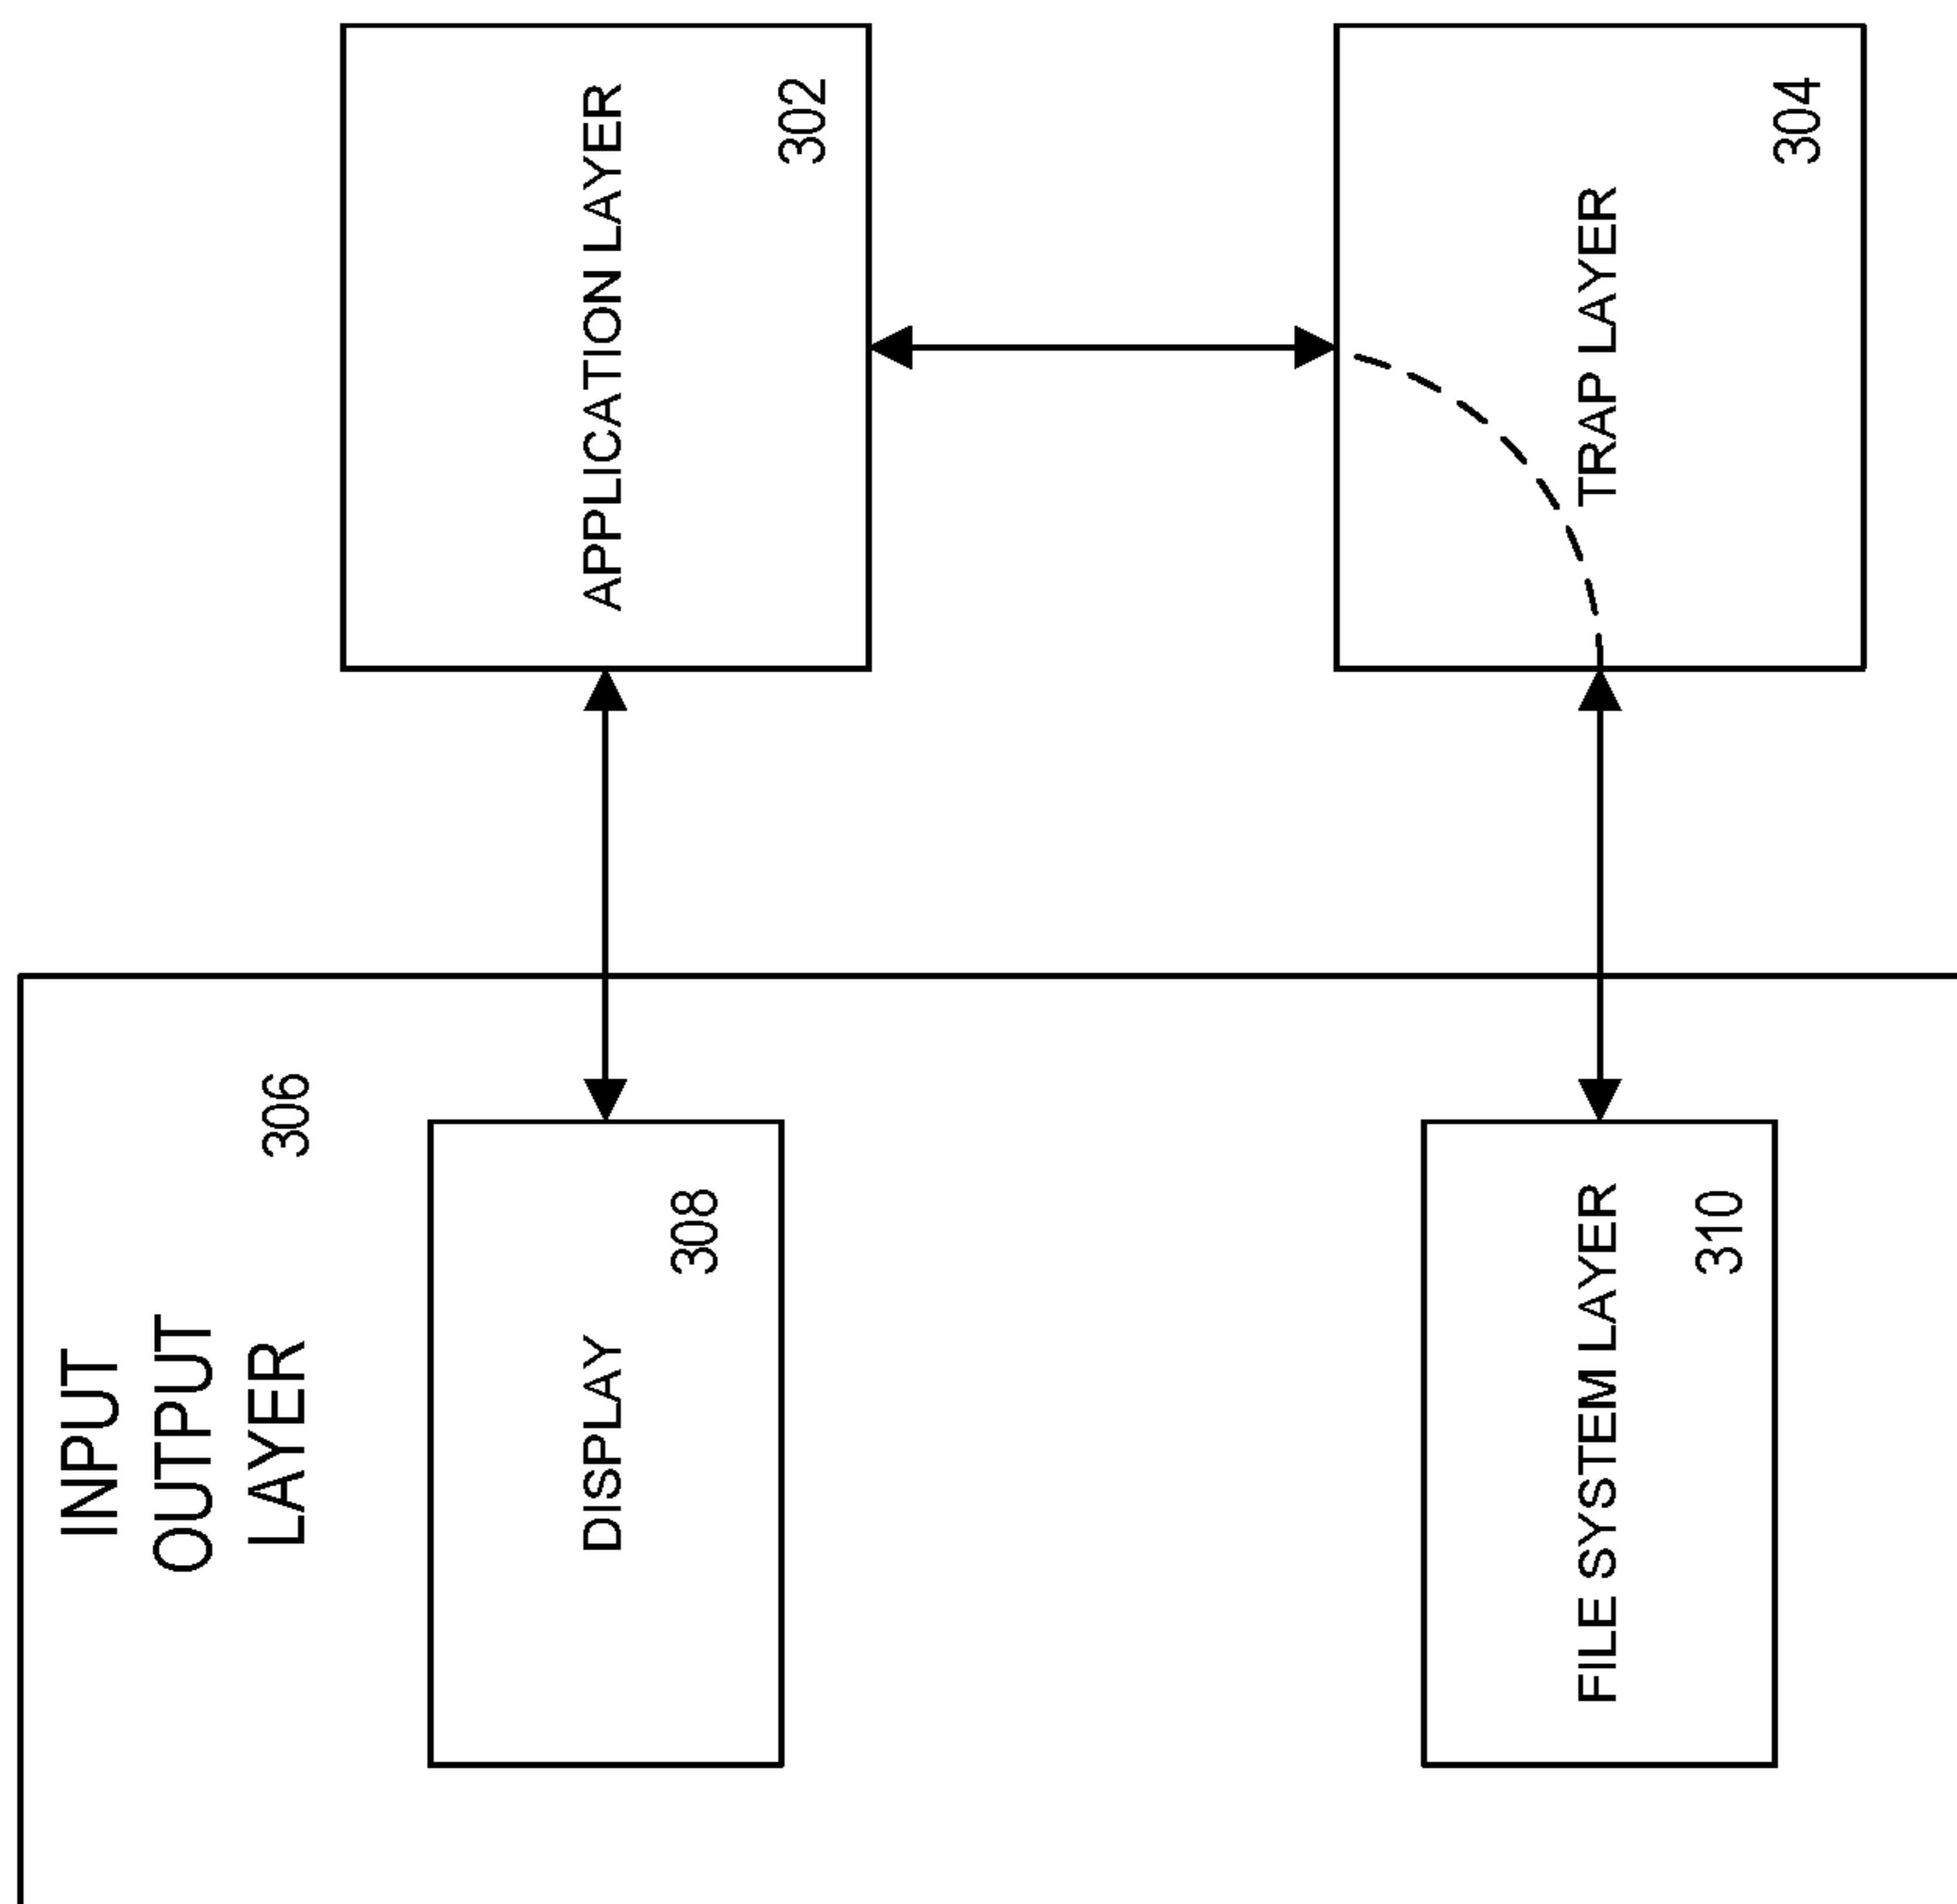 INPUT
OUTPUT
LAYER
306
DISPLAY
308
FILE SYSTEM LAYER
310
APPLICATION LAYER
302
TRAP LAYER
304